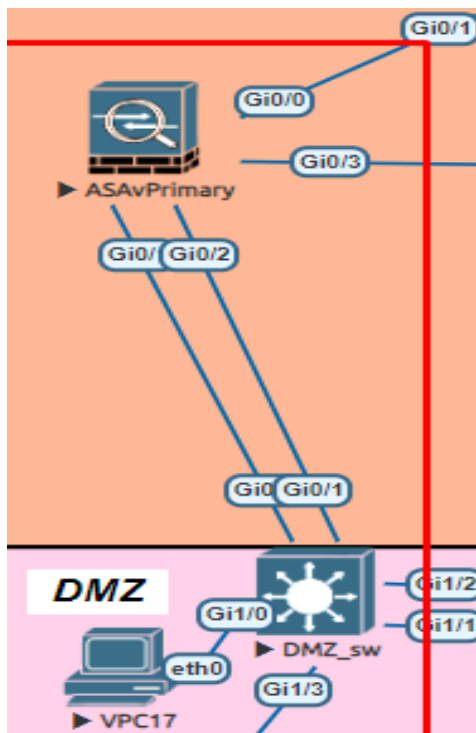 Gi0/1
Gi0/0
Gi0/3
ASAvPrimary
Gi0/2
Gi0/1
DMZ
Gi1/2
Gi1/0
Gi1/1
DMZ_sw
eth0
Gi1/3
VPC17